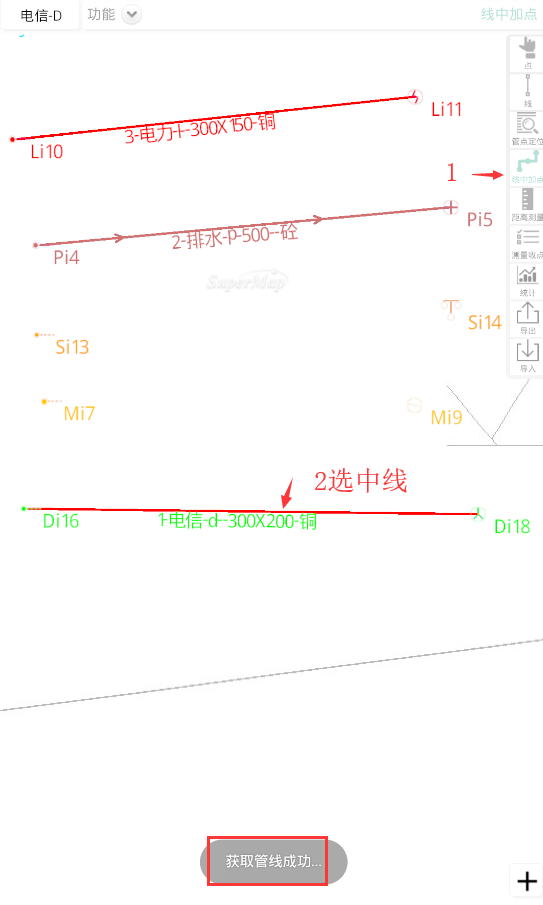 电信-D
功能
线中加点
点
线
管点定位
线中加点
距离测量
测量收点
统计
导出
导入
1
Li11
3-电力-l-300X150-铜
Li10
Pi5
2-排水-p-500--砼
Pi4
SuperMap
Si14
Si13
Mi7
Mi9
2选中线
Di16
1-电信-d--300X200-铜
Di18
获取管线成功...